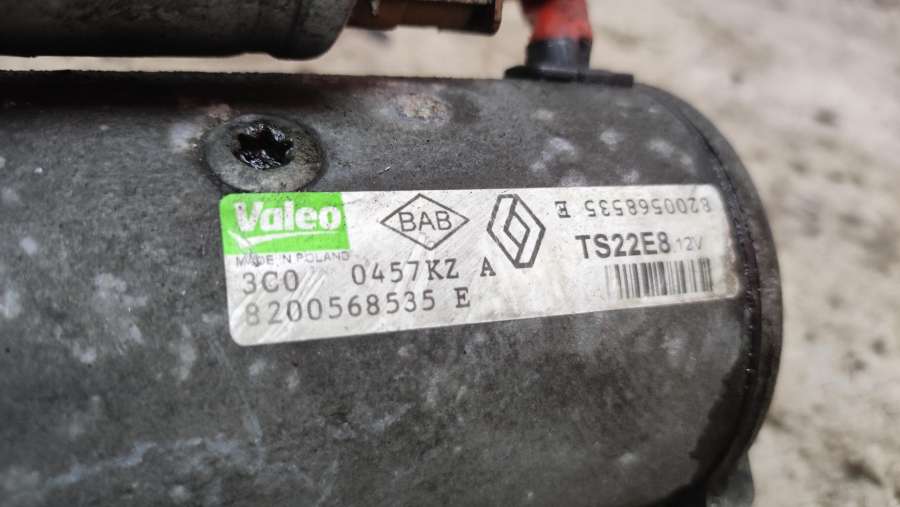 Valeo
MADE IN POLAND
BAB
3C0 0457KZ A
8200568535 E
8200568535 E
TS22E8 12V